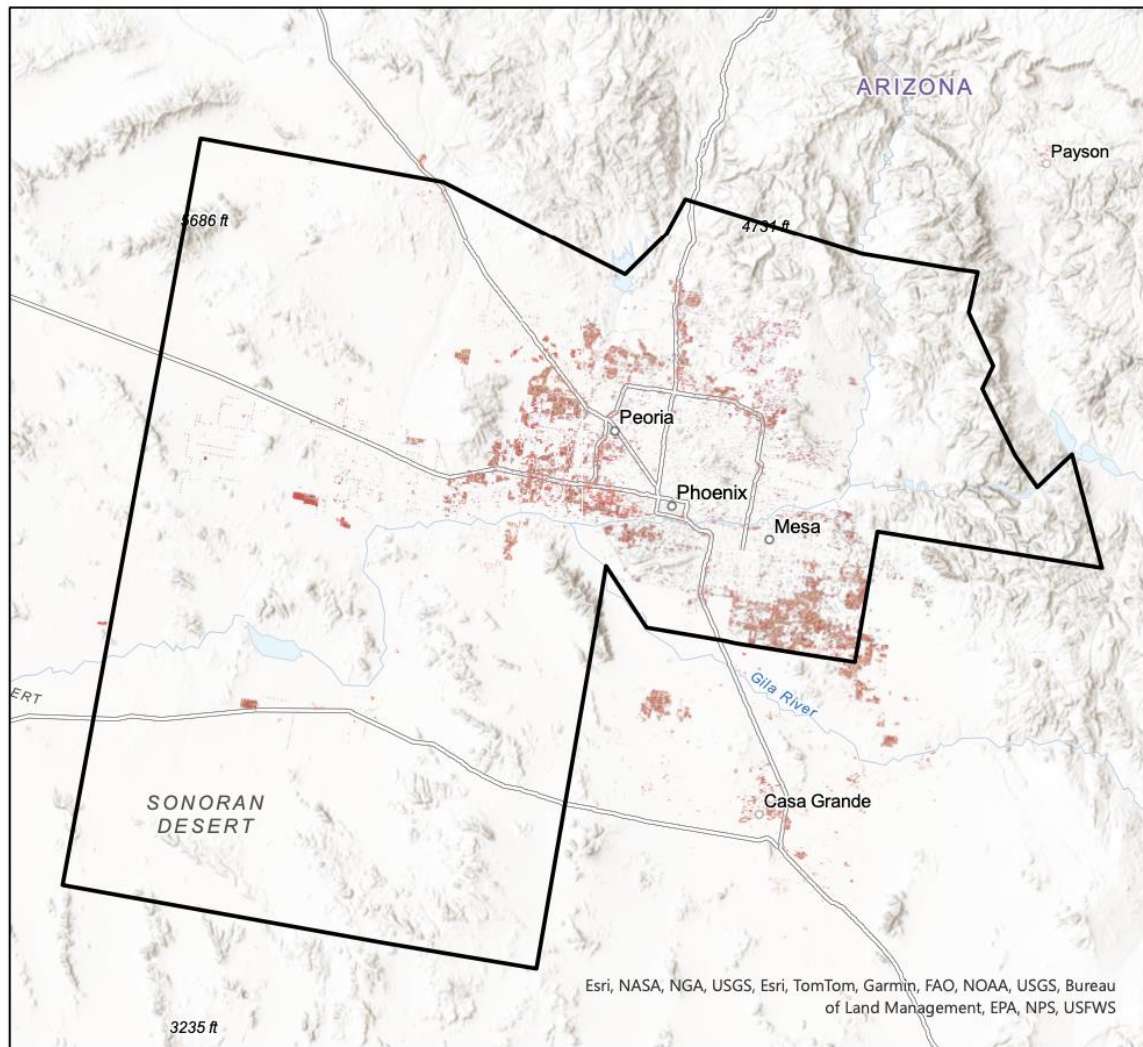 ARIZONA
Payson
5686 ft
4731 ft
Peoria
Phoenix
Mesa
ERT
Gila River
SONORAN
DESERT
Casa Grande
Esri, NASA, NGA, USGS, Esri, TomTom, Garmin, FAO, NOAA, USGS, Bureau
of Land Management, EPA, NPS, USFWS
3235 ft